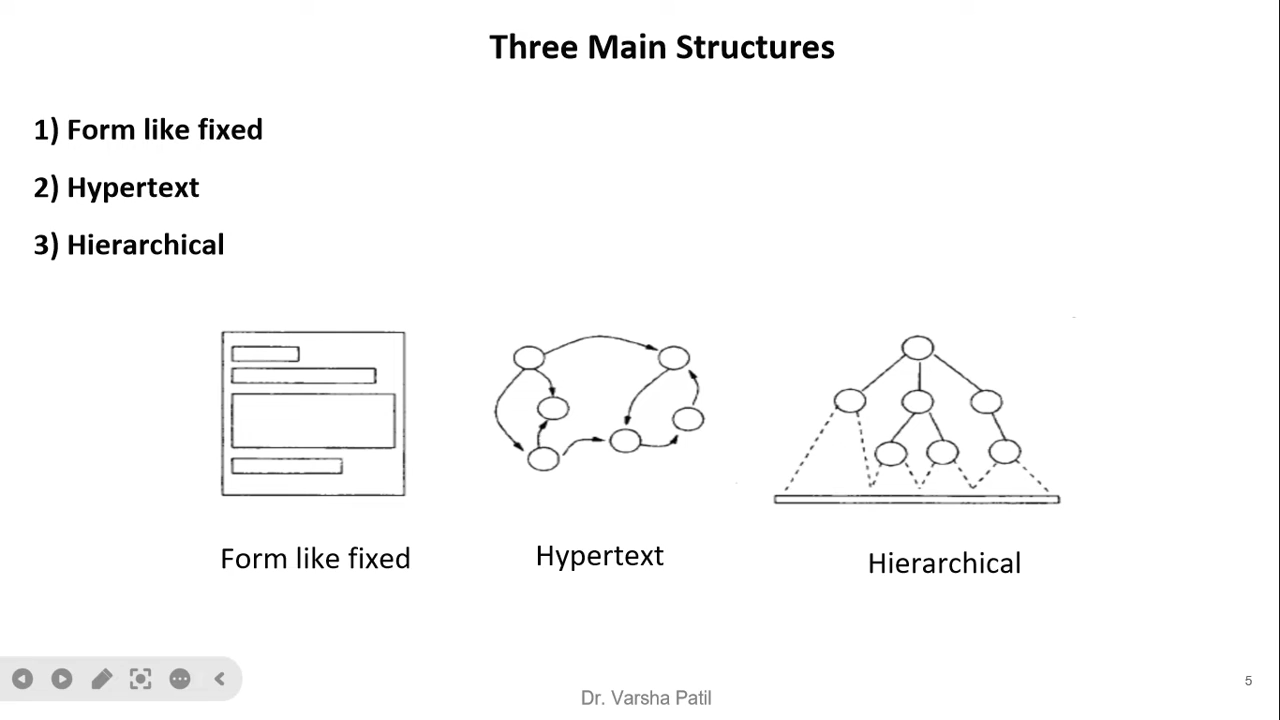 Three Main Structures
1) Form like fixed
2) Hypertext
3) Hierarchical
Form like fixed
Hypertext
Hierarchical
Dr. Varsha Patil
5